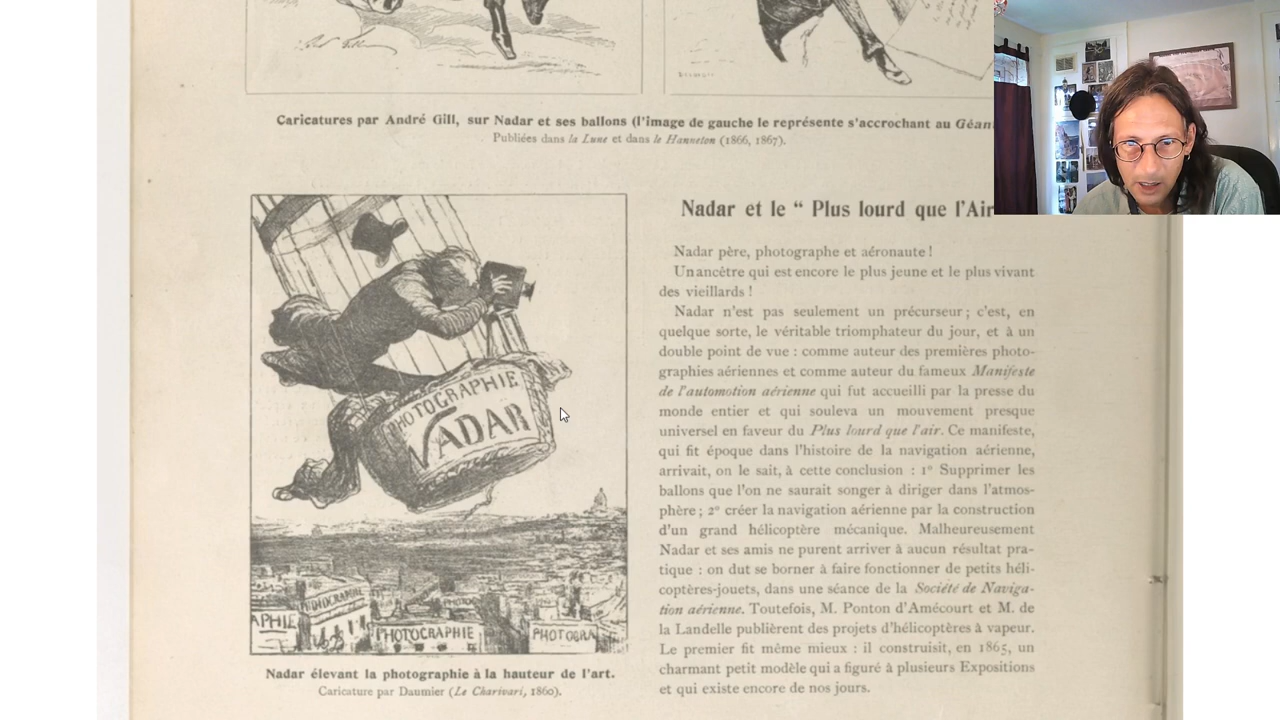 Caricatures par André Gill, sur Nadar et ses ballons (l'image de gauche le représente s'accrochant au Géan
Publiées dans la Lune et dans le Hanneton (1866, 1867).
PHOTOGRAPHIE
NADAR
PHOTOGRAPHIE
APHIE
PHOTOGRAPHIE
PHOTOGRA
Nadar élevant la photographie à la hauteur de l'art.
Caricature par Daumier (Le Charivari, 1860).
Nadar et le “ Plus lourd que l'Air
Nadar père, photographe et aéronaute !
Un ancêtre qui est encore le plus jeune et le plus vivant
des vieillards !
Nadar n'est pas seulement un précurseur ; c'est, en
quelque sorte, le véritable triomphateur du jour, et à un
double point de vue : comme auteur des premières photo-
graphies aériennes et comme auteur du fameux Manifeste
de l'automotion aérienne qui fut accueilli par la presse du
monde entier et qui souleva un mouvement presque
universel en faveur du Plus lourd que l'air. Ce manifeste,
qui fit époque dans l'histoire de la navigation aérienne,
arrivait, on le sait, à cette conclusion : 1° Supprimer les
ballons que l'on ne saurait songer à diriger dans l'atmos-
phère ; 2° créer la navigation aérienne par la construction
d'un grand hélicoptère mécanique. Malheureusement
Nadar et ses amis ne purent arriver à aucun résultat pra-
tique : on dut se borner à faire fonctionner de petits héli-
coptères-jouets, dans une séance de la Société de Naviga-
tion aérienne. Toutefois, M. Ponton d'Amécourt et M. de
la Landelle publièrent des projets d'hélicoptères à vapeur.
Le premier fit même mieux : il construisit, en 1865, un
charmant petit modèle qui a figuré à plusieurs Expositions
et qui existe encore de nos jours.